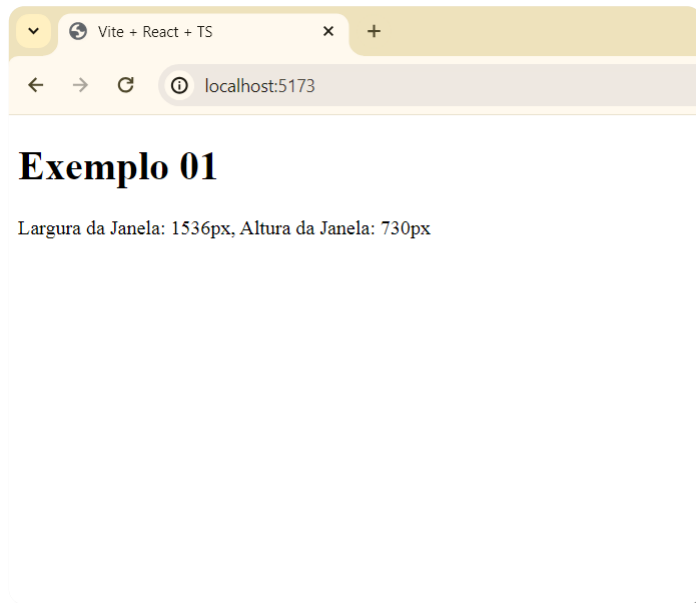 Vite + React + TS
localhost:5173
Exemplo 01
Largura da Janela: 1536px, Altura da Janela: 730px